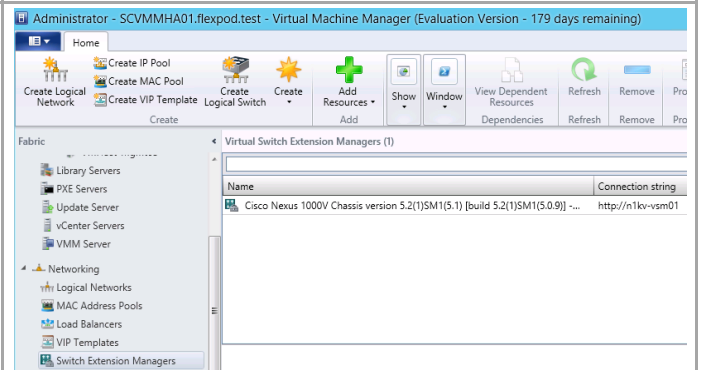 Administrator - SCVMMHA01.flexpod.test - Virtual Machine Manager (Evaluation Version - 179 days remaining)
Home
Create Logical Network
Create IP Pool
Create MAC Pool
Create VIP Template
Create Logical Switch
Create
Add Resources
Show
Window
View Dependent Resources
Refresh
Remove
Create
Add
Dependencies
Refresh
Remove
Fabric
Virtual Switch Extension Managers (1)
Library Servers
PXE Servers
Update Server
vCenter Servers
VMM Server
Networking
Logical Networks
MAC Address Pools
Load Balancers
VIP Templates
Switch Extension Managers
Name
Connection string
Cisco Nexus 1000V Chassis version 5.2(1)SM1(5.1) [build 5.2(1)SM1(5.0.9)] -...
http://n1kv-vsm01